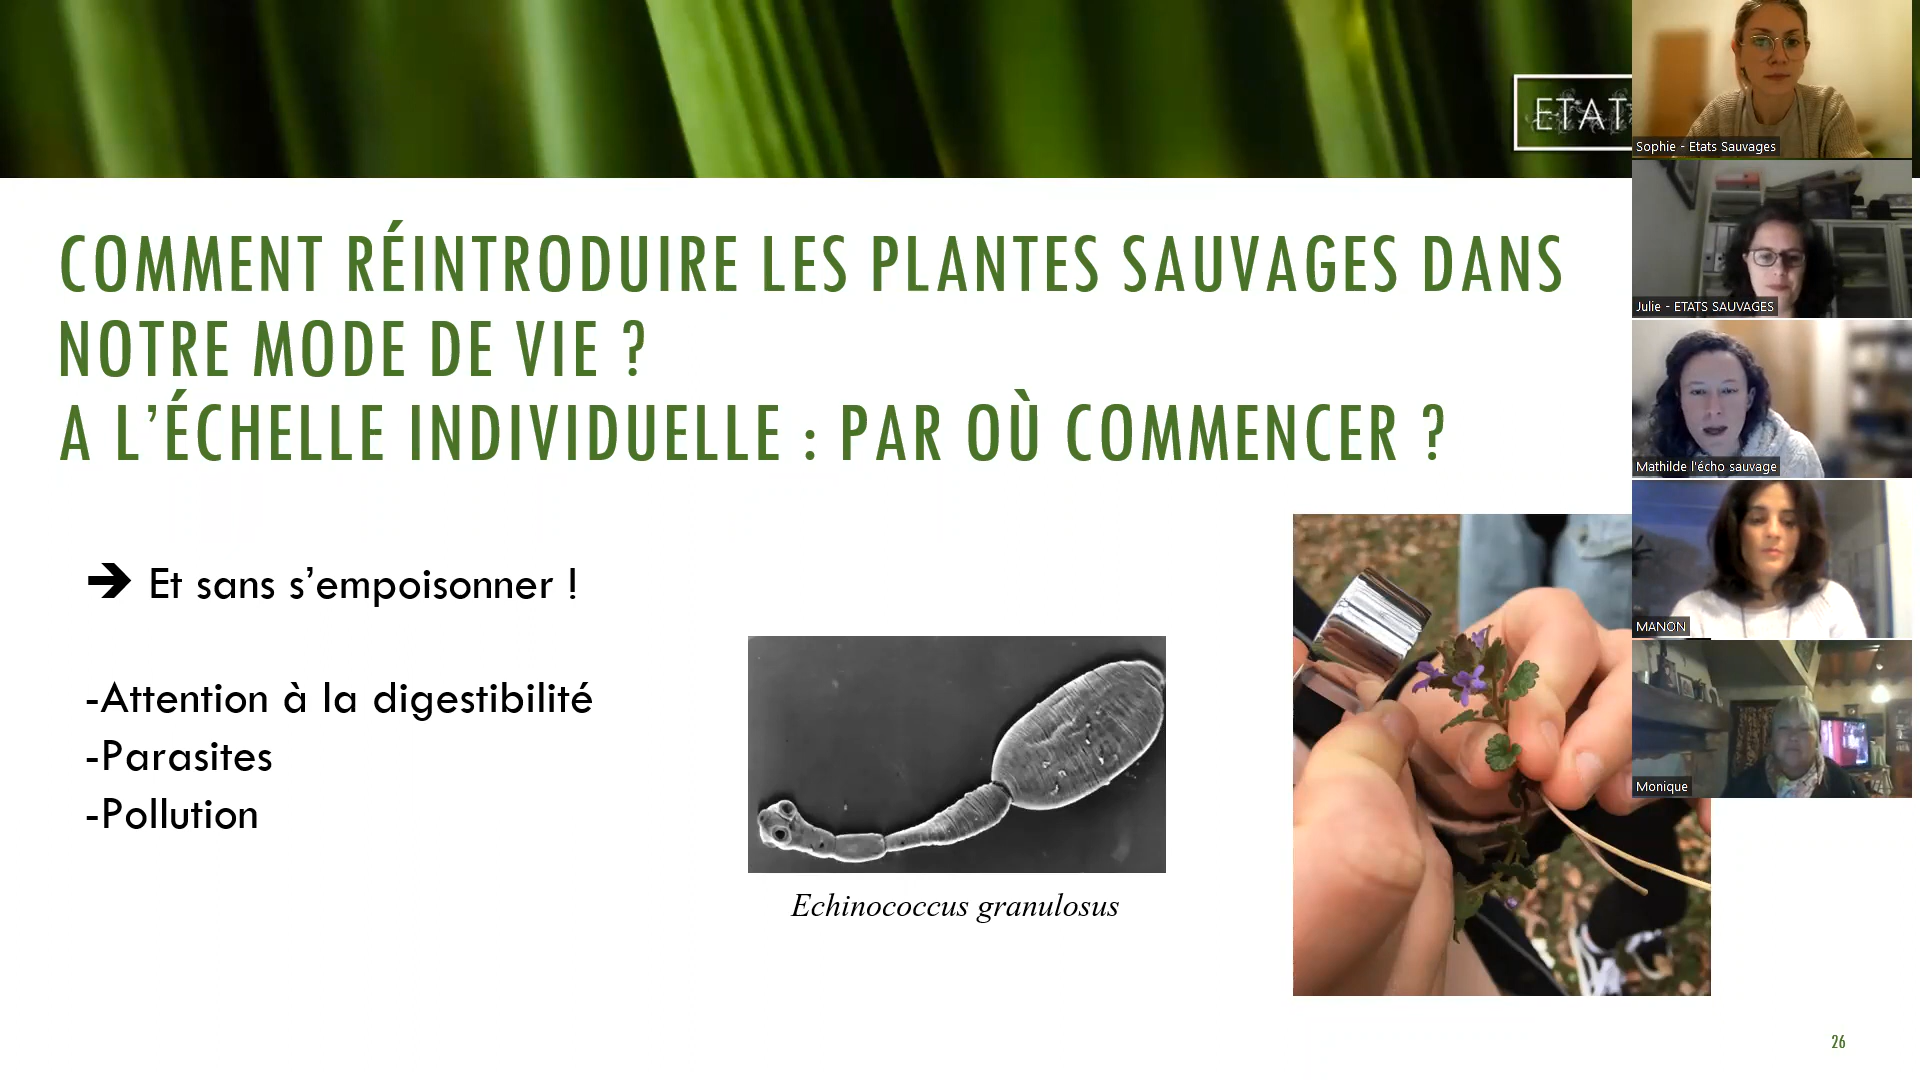 ETAT
COMMENT RÉINTRODUIRE LES PLANTES SAUVAGES DANS
NOTRE MODE DE VIE ?
A L’ÉCHELLE INDIVIDUELLE : PAR OÙ COMMENCER ?
➔ Et sans s’empoisonner !
-Attention à la digestibilité
-Parasites
-Pollution
Echinococcus granulosus
26
Sophie - Etats Sauvages
Julie - ETATS SAUVAGES
Mathilde l'écho sauvage
MANON
Monique